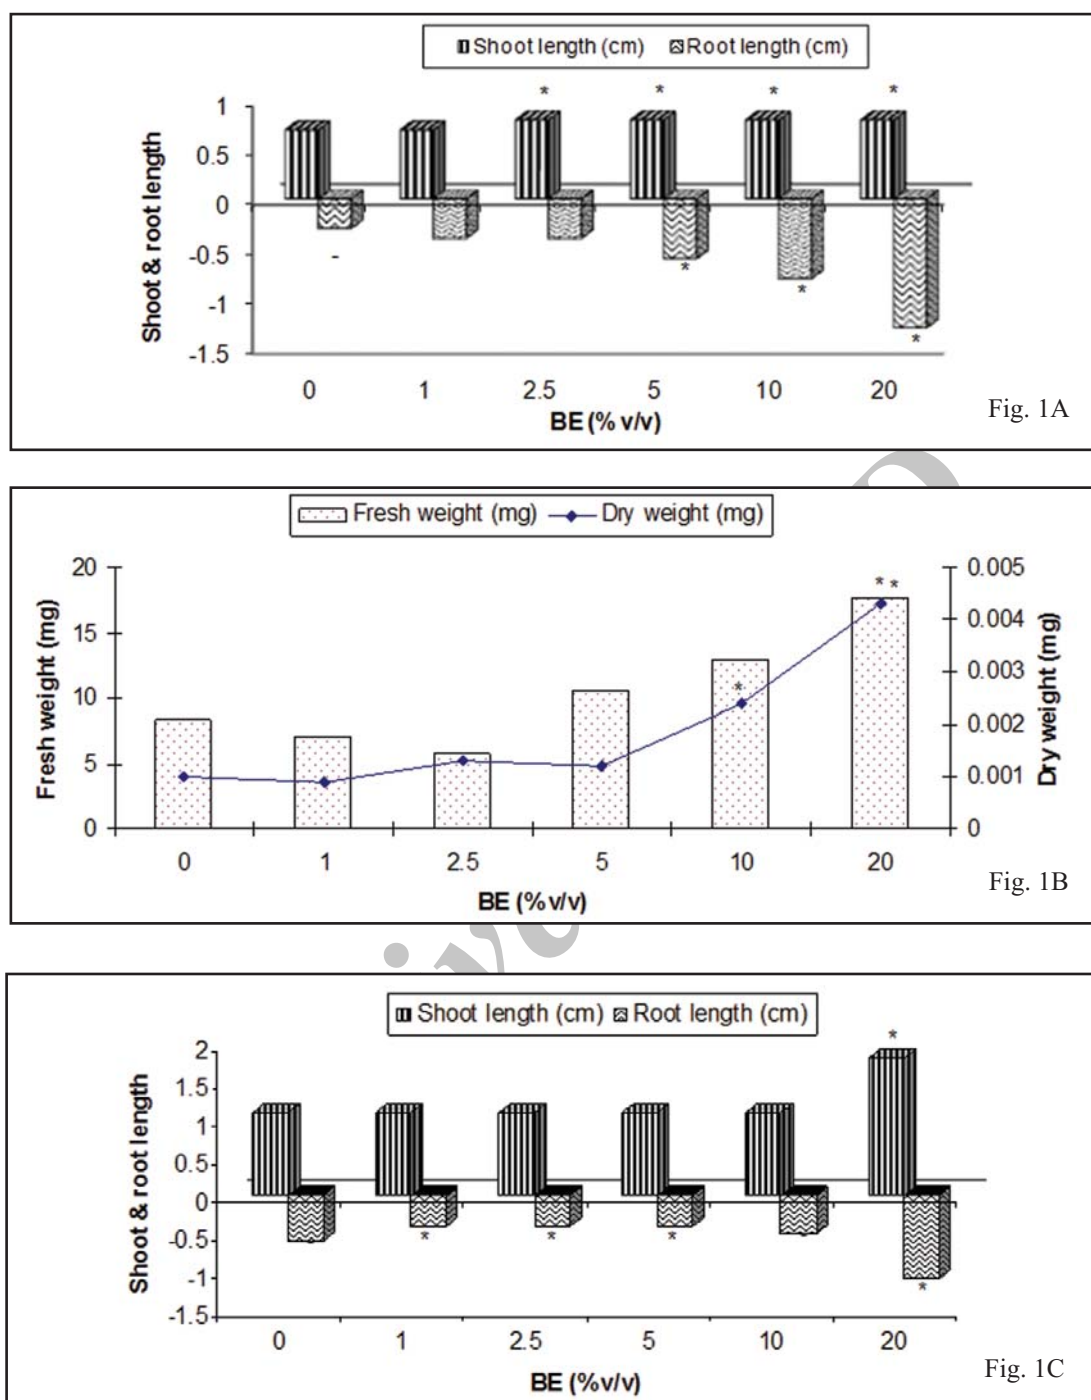 Shoot length (cm) Root length (cm)
Shoot & root length
1
0.5
0
-0.5
-1
-1.5
* * * *
-
* * *
0 1 2.5 5 10 20
BE (% v/v)
Fig. 1A
Fresh weight (mg) Dry weight (mg)
Fresh weight (mg)
20
15
10
5
0
* * *
0.005
0.004
0.003
0.002
0.001
0
Dry weight (mg)
0 1 2.5 5 10 20
BE (%v/v)
Fig. 1B
Shoot length (cm) Root length (cm)
Shoot & root length
2
1.5
1
0.5
0
-0.5
-1
-1.5
*
* * * *
0 1 2.5 5 10 20
BE (%v/v)
Fig. 1C